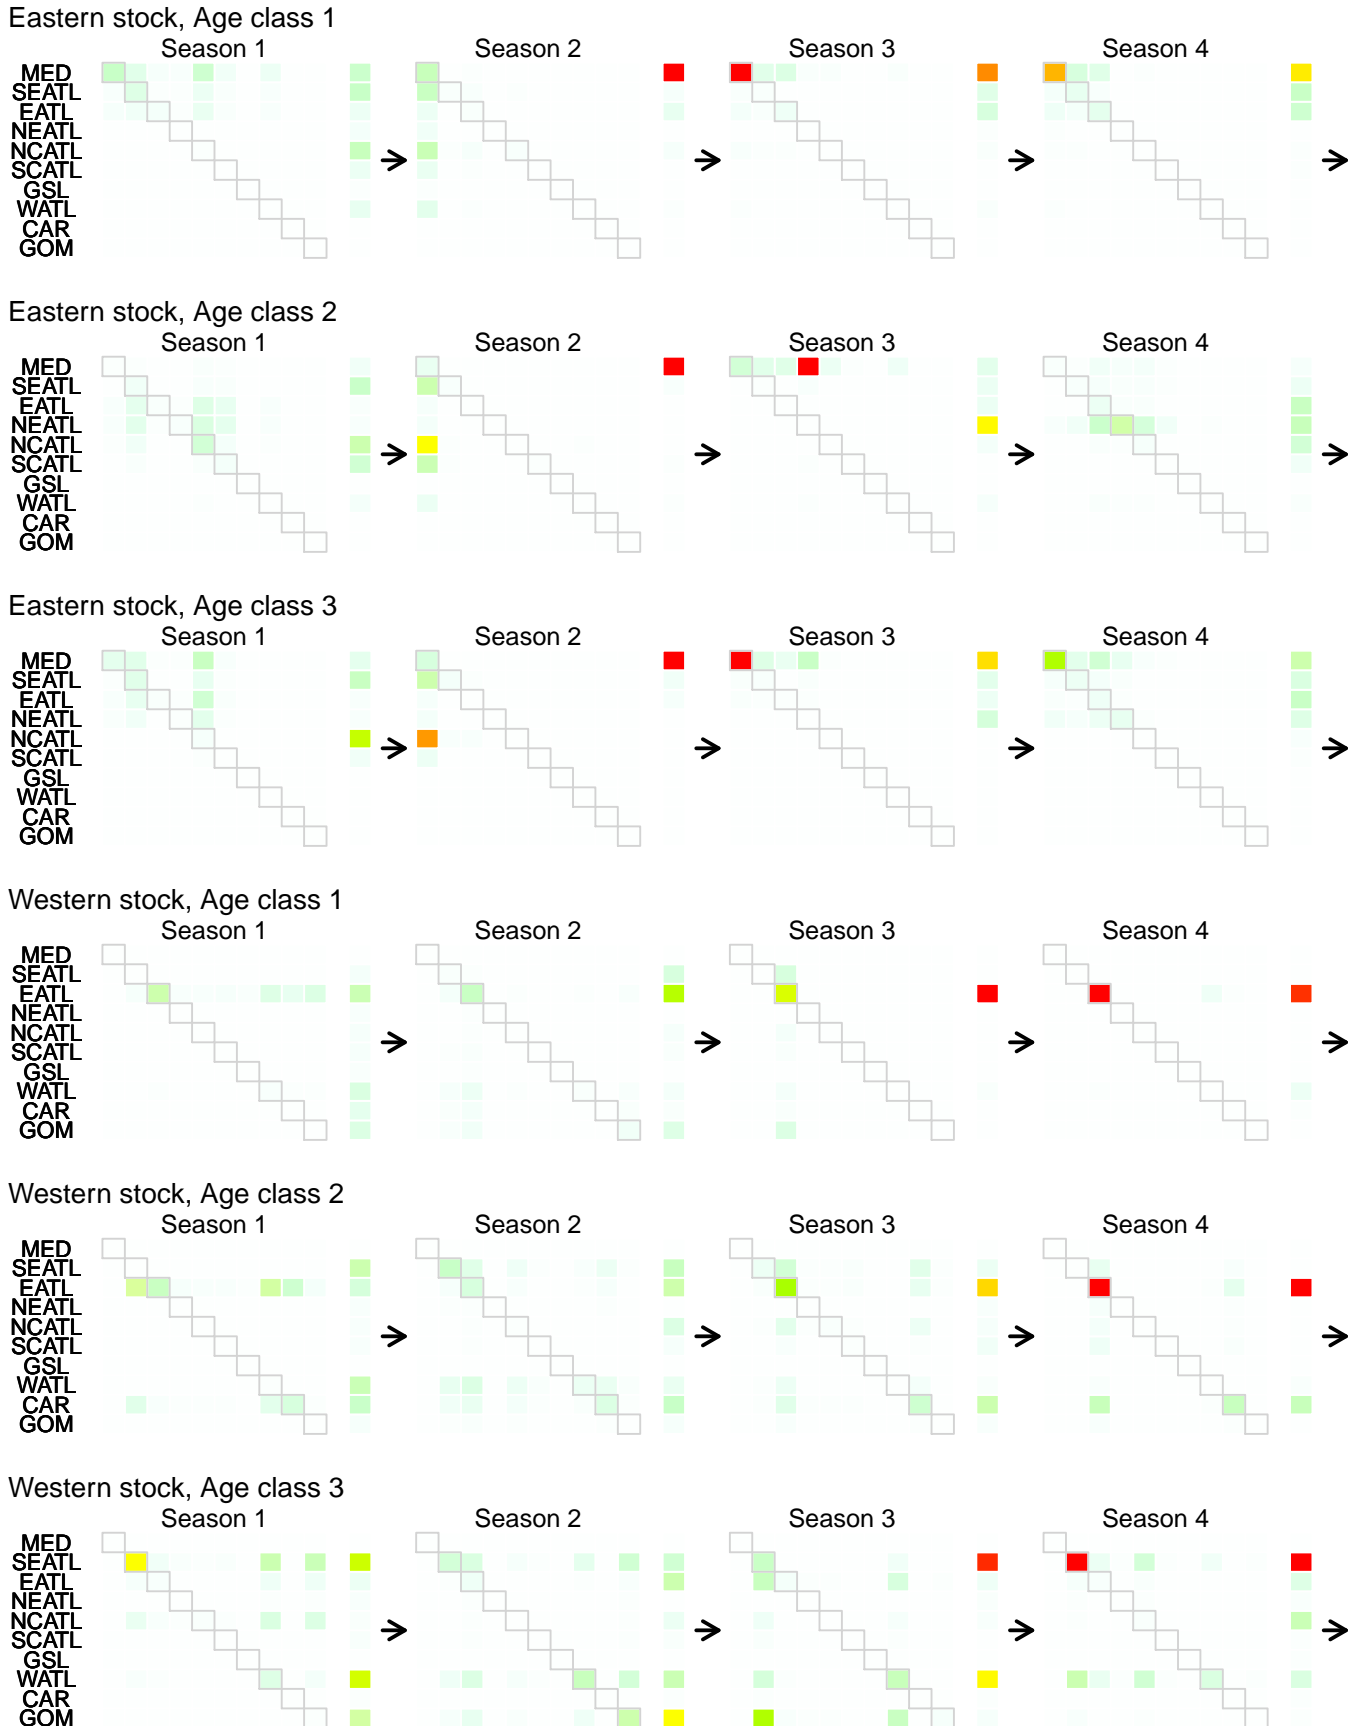 Eastern stock, Age class 1
Season 1 Season 2 Season 3 Season 4
MED
SEATL
EATL
NEATL
NCATL
SCATL
GSL
WATL
CAR
GOM
Eastern stock, Age class 2
Season 1 Season 2 Season 3 Season 4
MED
SEATL
EATL
NEATL
NCATL
SCATL
GSL
WATL
CAR
GOM
Eastern stock, Age class 3
Season 1 Season 2 Season 3 Season 4
MED
SEATL
EATL
NEATL
NCATL
SCATL
GSL
WATL
CAR
GOM
Western stock, Age class 1
Season 1 Season 2 Season 3 Season 4
MED
SEATL
EATL
NEATL
NCATL
SCATL
GSL
WATL
CAR
GOM
Western stock, Age class 2
Season 1 Season 2 Season 3 Season 4
MED
SEATL
EATL
NEATL
NCATL
SCATL
GSL
WATL
CAR
GOM
Western stock, Age class 3
Season 1 Season 2 Season 3 Season 4
MED
SEATL
EATL
NEATL
NCATL
SCATL
GSL
WATL
CAR
GOM